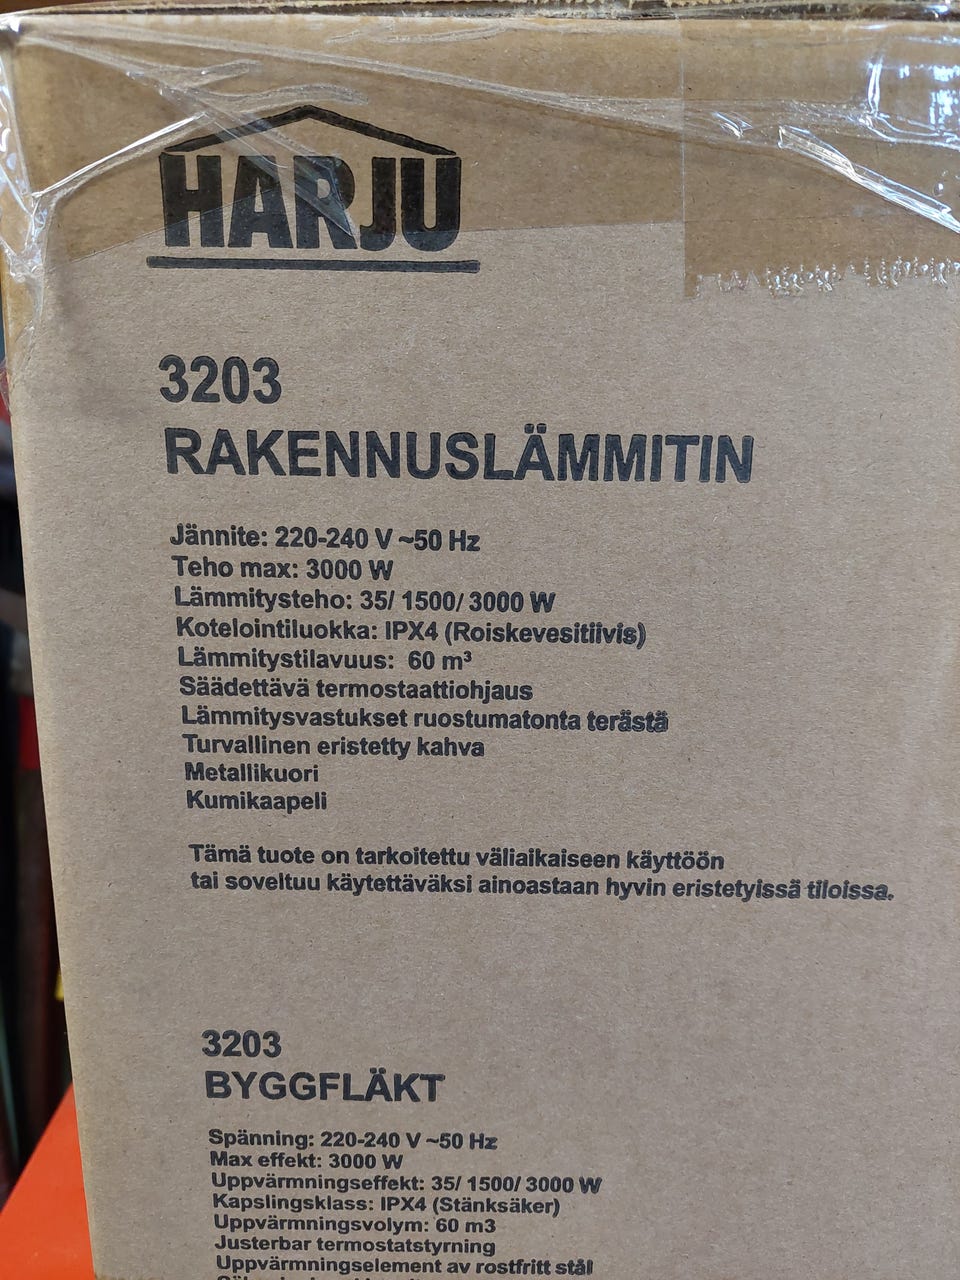 HARJU
3203
RAKENNUSLÄMMITIN
Jännite: 220-240 V ~50 Hz
Teho max: 3000 W
Lämmitysteho: 35/ 1500/ 3000 W
Kotelointiluokka: IPX4 (Roiskevesitiivis)
Lämmitystilavuus: 60 m³
Säädettävä termostaattiohjaus
Lämmitysvastukset ruostumatonta terästä
Turvallinen eristetty kahva
Metallikuori
Kumikaapeli
Tämä tuote on tarkoitettu väliaikaiseen käyttöön
tai soveltuu käytettäväksi ainoastaan hyvin eristetyissä tiloissa.
3203
BYGGFLÄKT
Spänning: 220-240 V ~50 Hz
Max effekt: 3000 W
Uppvärmningseffekt: 35/ 1500/ 3000 W
Kapslingsklass: IPX4 (Stänksäker)
Uppvärmningsvolym: 60 m3
Justerbar termostatstyrning
Uppvärmningselement av rostfritt stål